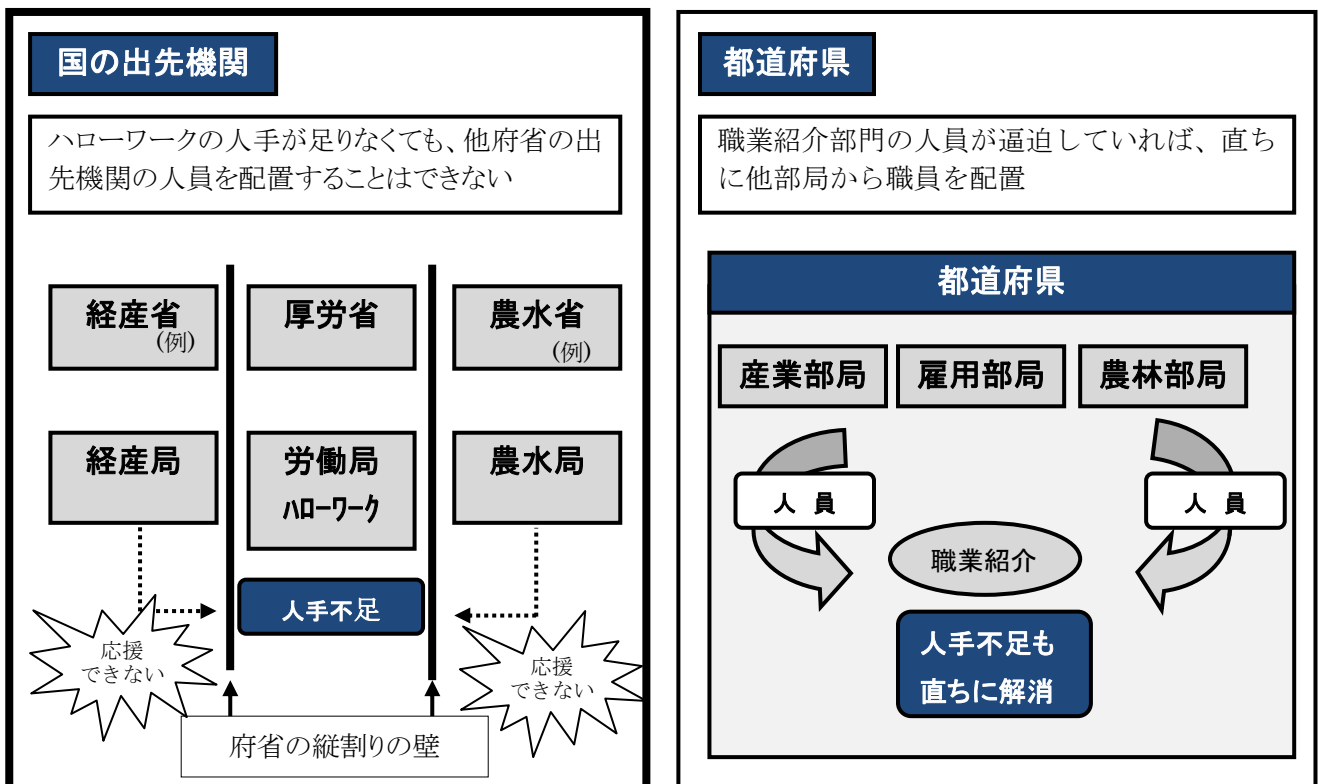 国の出先機関
ハローワークの人手が足りなくても、他府省の出
先機関の人員を配置することはできない
経産省
(例)
厚労省
農水省
(例)
経産局
労働局
ﾊﾛｰﾜｰｸ
農水局
人手不足
応援
できない
応援
できない
府省の縦割りの壁
都道府県
職業紹介部門の人員が逼迫していれば、直ち
に他部局から職員を配置
都道府県
産業部局
雇用部局
農林部局
人 員
人 員
職業紹介
人手不足も
直ちに解消